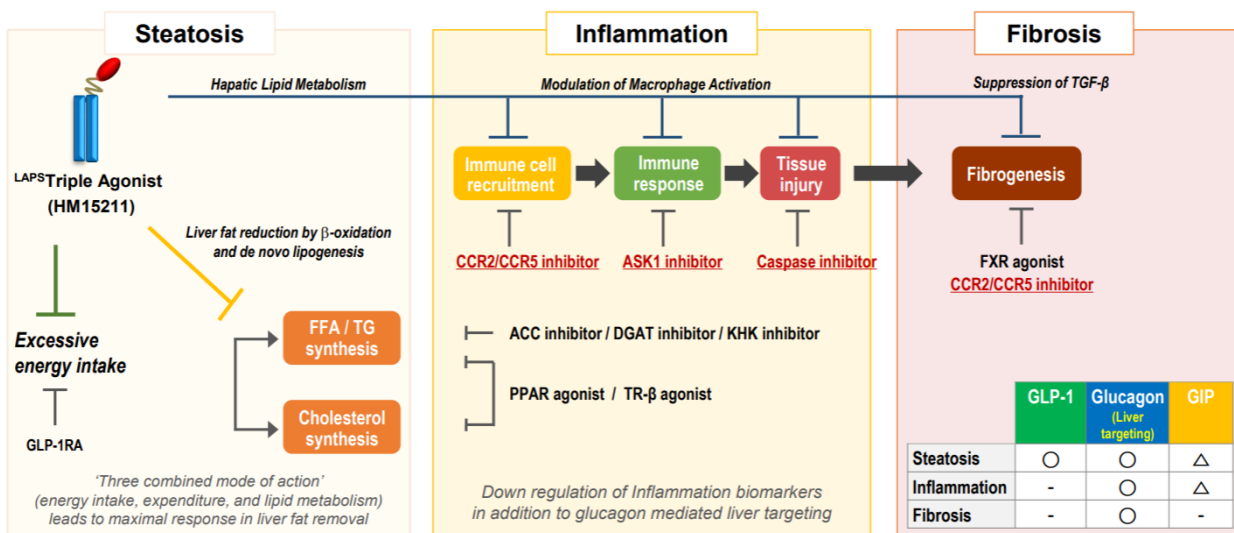 Steatosis
Hapatic Lipid Metabolism
LAPSTriple Agonist
(HM15211)
Liver fat reduction by β-oxidation
and de novo lipogenesis
Excessive
energy intake
GLP-1RA
FFA / TG
synthesis
Cholesterol
synthesis
'Three combined mode of action'
(energy intake, expenditure, and lipid metabolism)
leads to maximal response in liver fat removal
Inflammation
Modulation of Macrophage Activation
Immune cell
recruitment
Immune
response
Tissue
injury
CCR2/CCR5 inhibitor
ASK1 inhibitor
Caspase inhibitor
ACC inhibitor / DGAT inhibitor / KHK inhibitor
PPAR agonist / TR-β agonist
Down regulation of Inflammation biomarkers
in addition to glucagon mediated liver targeting
Fibrosis
Suppression of TGF-β
Fibrogenesis
FXR agonist
CCR2/CCR5 inhibitor
GLP-1 Glucagon GIP
(Liver
targeting)
Steatosis ○ ○ △
Inflammation - ○ △
Fibrosis - ○ -